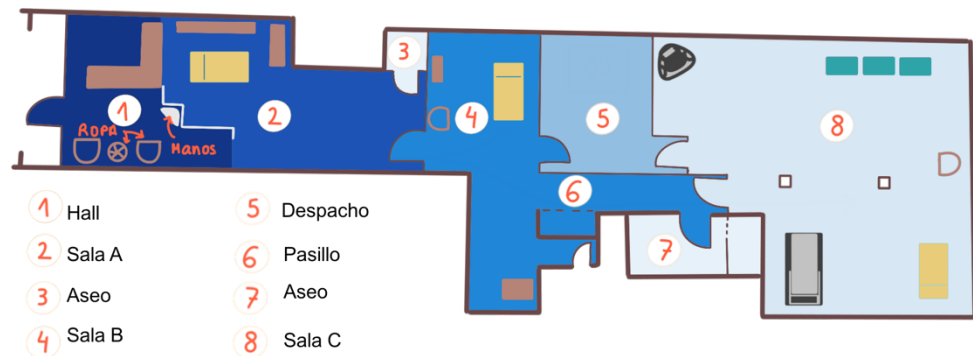 3
1
2
4
5
8
ROPA
Manos
6
7
1 Hall
2 Sala A
3 Aseo
4 Sala B
5 Despacho
6 Pasillo
7 Aseo
8 Sala C